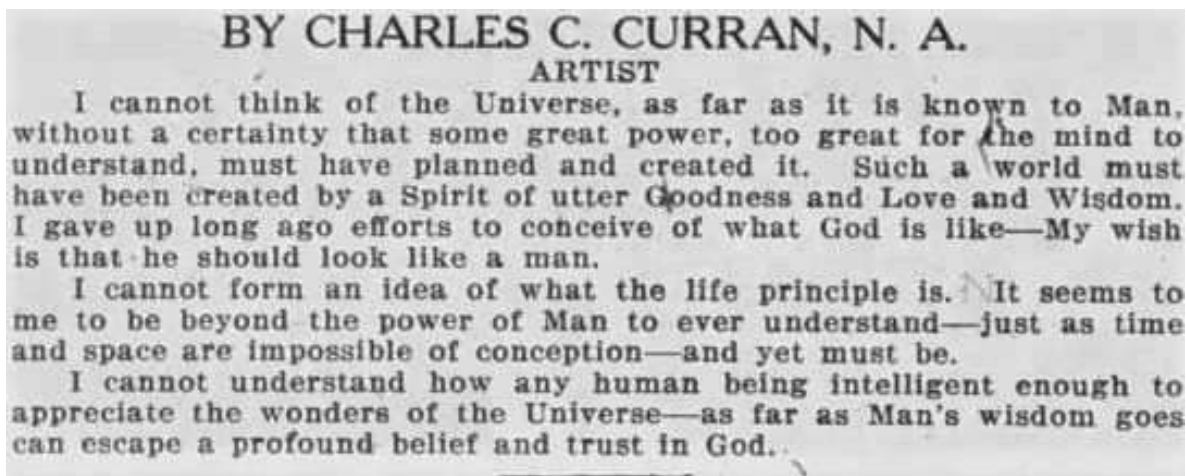 BY CHARLES C. CURRAN, N. A.
ARTIST
I cannot think of the Universe, as far as it is known to Man,
without a certainty that some great power, too great for the mind to
understand, must have planned and created it. Such a world must
have been created by a Spirit of utter Goodness and Love and Wisdom.
I gave up long ago efforts to conceive of what God is like—My wish
is that he should look like a man.
I cannot form an idea of what the life principle is. It seems to
me to be beyond the power of Man to ever understand—just as time
and space are impossible of conception—and yet must be.
I cannot understand how any human being intelligent enough to
appreciate the wonders of the Universe—as far as Man's wisdom goes
can escape a profound belief and trust in God.